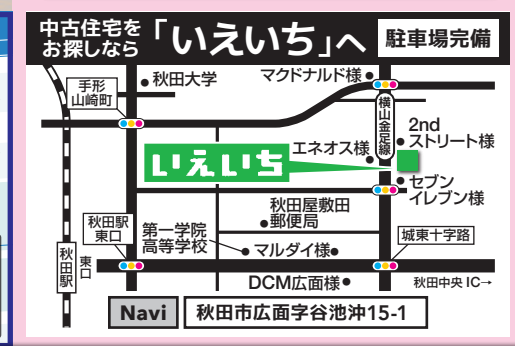 中古住宅を
お探しなら
「いえいち」へ
駐車場完備
手形
山崎町
秋田大学
マクドナルド様
横山金足線
2nd
ストリート様
エネオス様
いえいち
セブン
イレブン様
秋田屋敷田
郵便局
秋田駅
東口
第一学院
高等学校
マルダイ様
城東十字路
秋田駅
東口
DCM広面様
秋田中央 IC→
Navi
秋田市広面字谷地沖15-1